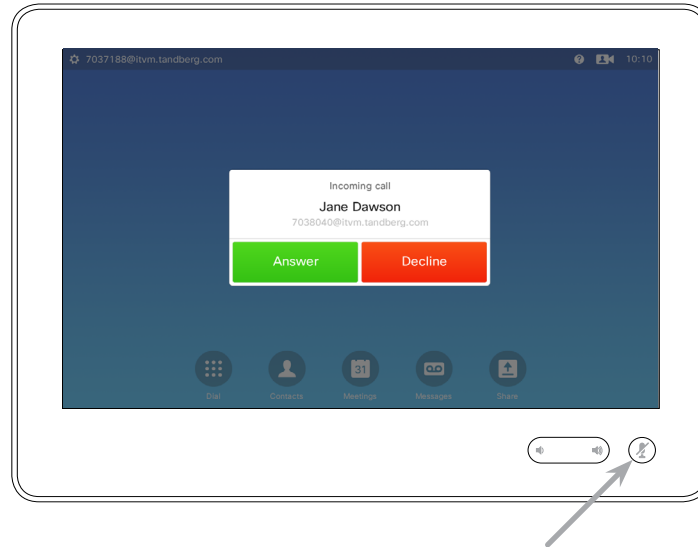 7037188@itvm.tandberg.com
10:10
Incoming call
Jane Dawson
7038040@itvm.tandberg.com
Answer
Decline
31
Dial
Contacts
Meetings
Messages
Share